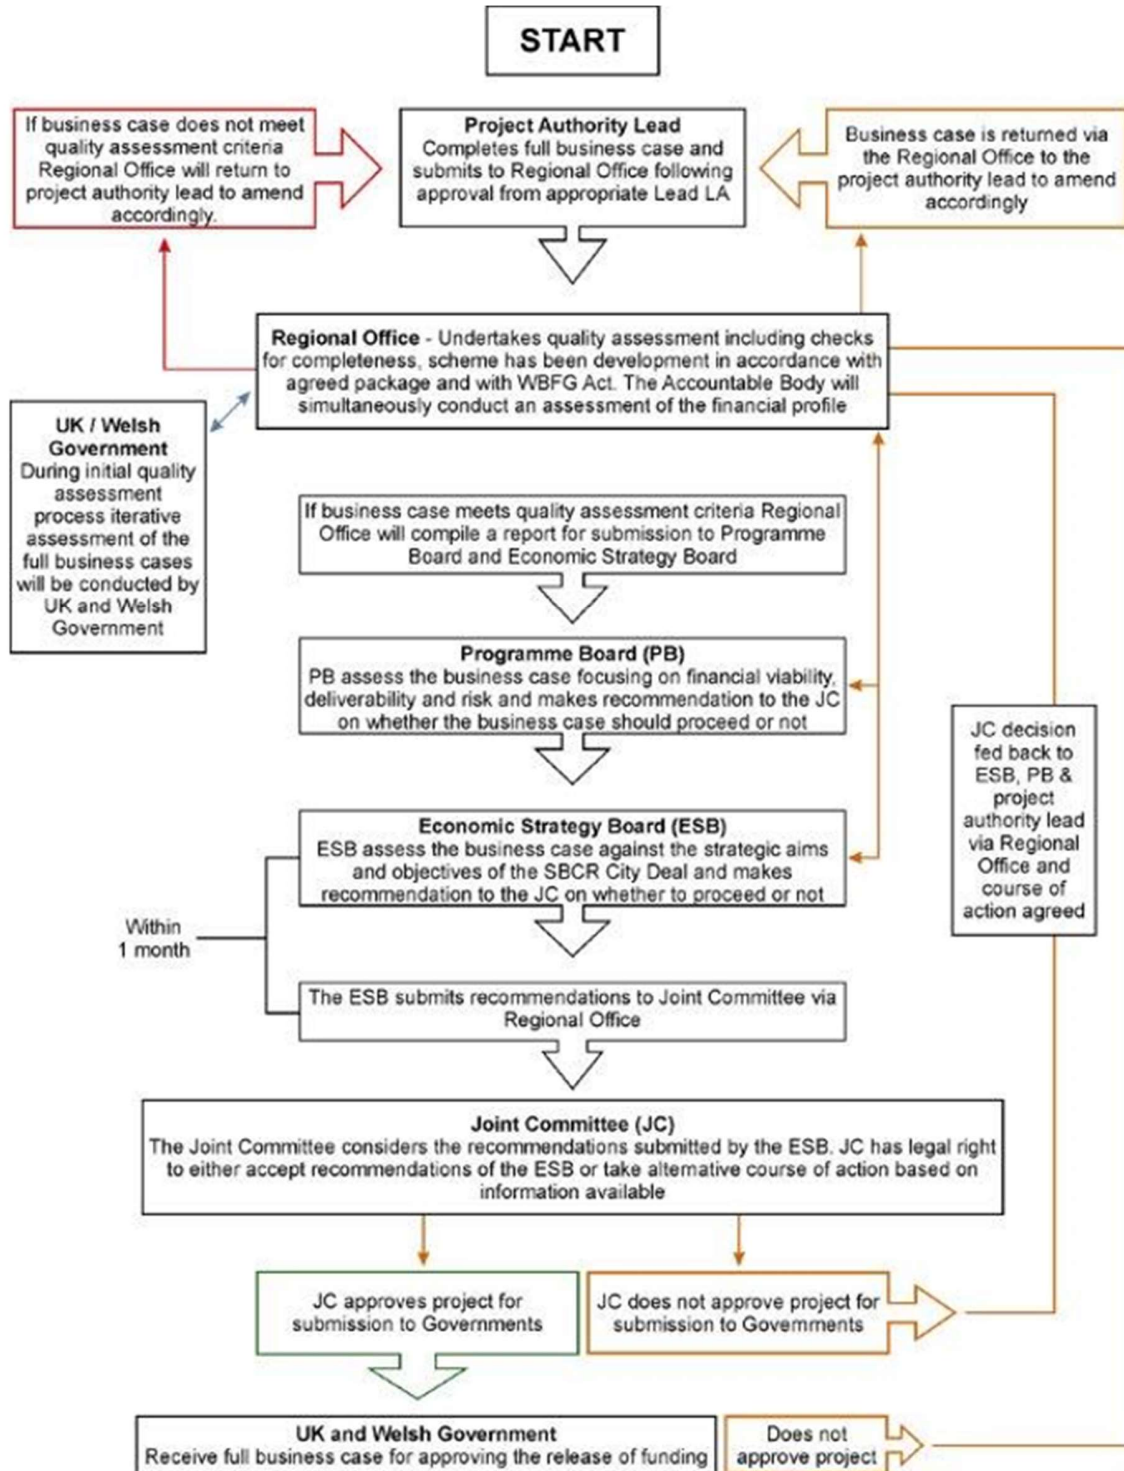 START
If business case does not meet
quality assessment criteria
Regional Office will return to
project authority lead to amend
accordingly.
Project Authority Lead
Completes full business case and
submits to Regional Office following
approval from appropriate Lead LA
Business case is returned via
the Regional Office to the
project authority lead to amend
accordingly
Regional Office - Undertakes quality assessment including checks
for completeness, scheme has been development in accordance with
agreed package and with WBFG Act. The Accountable Body will
simultaneously conduct an assessment of the financial profile
UK / Welsh
Government
During initial quality
assessment
process iterative
assessment of the
full business cases
will be conducted by
UK and Welsh
Government
If business case meets quality assessment criteria Regional
Office will compile a report for submission to Programme
Board and Economic Strategy Board
Programme Board (PB)
PB assess the business case focusing on financial viability,
deliverability and risk and makes recommendation to the JC
on whether the business case should proceed or not
JC decision
fed back to
ESB, PB &
project
authority lead
via Regional
Office and
course of
action agreed
Economic Strategy Board (ESB)
ESB assess the business case against the strategic aims
and objectives of the SBCR City Deal and makes
recommendation to the JC on whether to proceed or not
Within
1 month
The ESB submits recommendations to Joint Committee via
Regional Office
Joint Committee (JC)
The Joint Committee considers the recommendations submitted by the ESB. JC has legal right
to either accept recommendations of the ESB or take alternative course of action based on
information available
JC approves project for
submission to Governments
JC does not approve project for
submission to Governments
UK and Welsh Government
Receive full business case for approving the release of funding
Does not
approve project